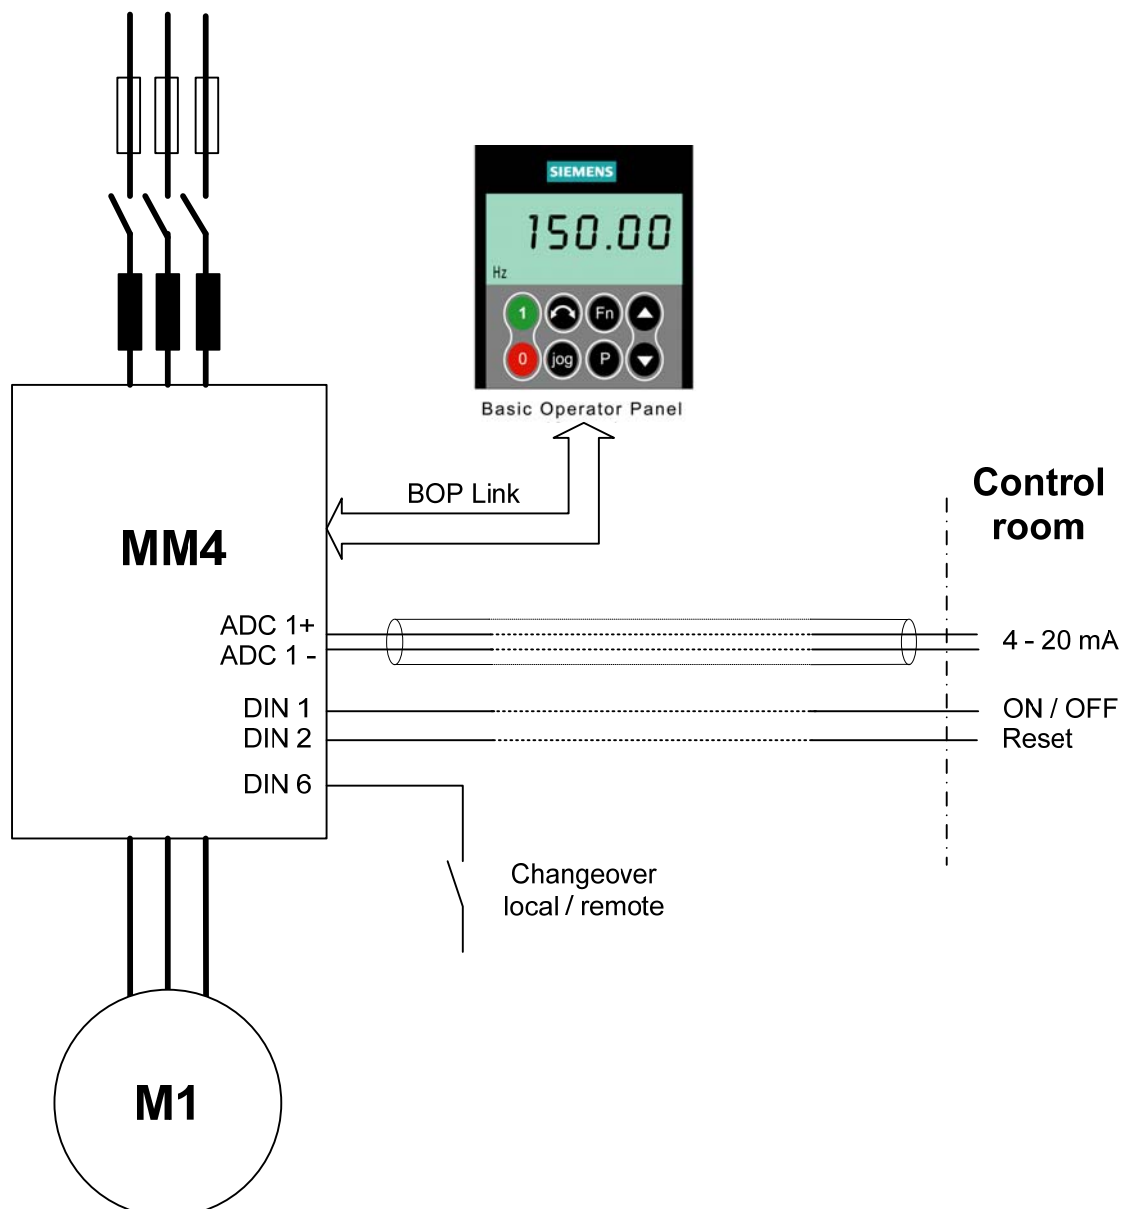 SIEMENS
150.00
Hz
1
Fn
0
jog
P
Basic Operator Panel
BOP Link
Control
room
MM4
ADC 1+
ADC 1 -
4 - 20 mA
DIN 1
ON / OFF
DIN 2
Reset
DIN 6
Changeover
local / remote
M1